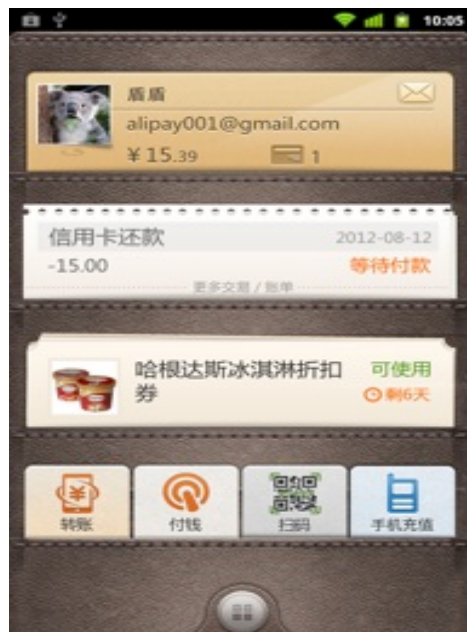 10:05
盾盾
alipay001@gmail.com
¥15.39 1
信用卡还款 2012-08-12
-15.00 等待付款
更多交易 / 账单
哈根达斯冰淇淋折扣 可使用
券 剩6天
转账 付钱 扫码 手机充值